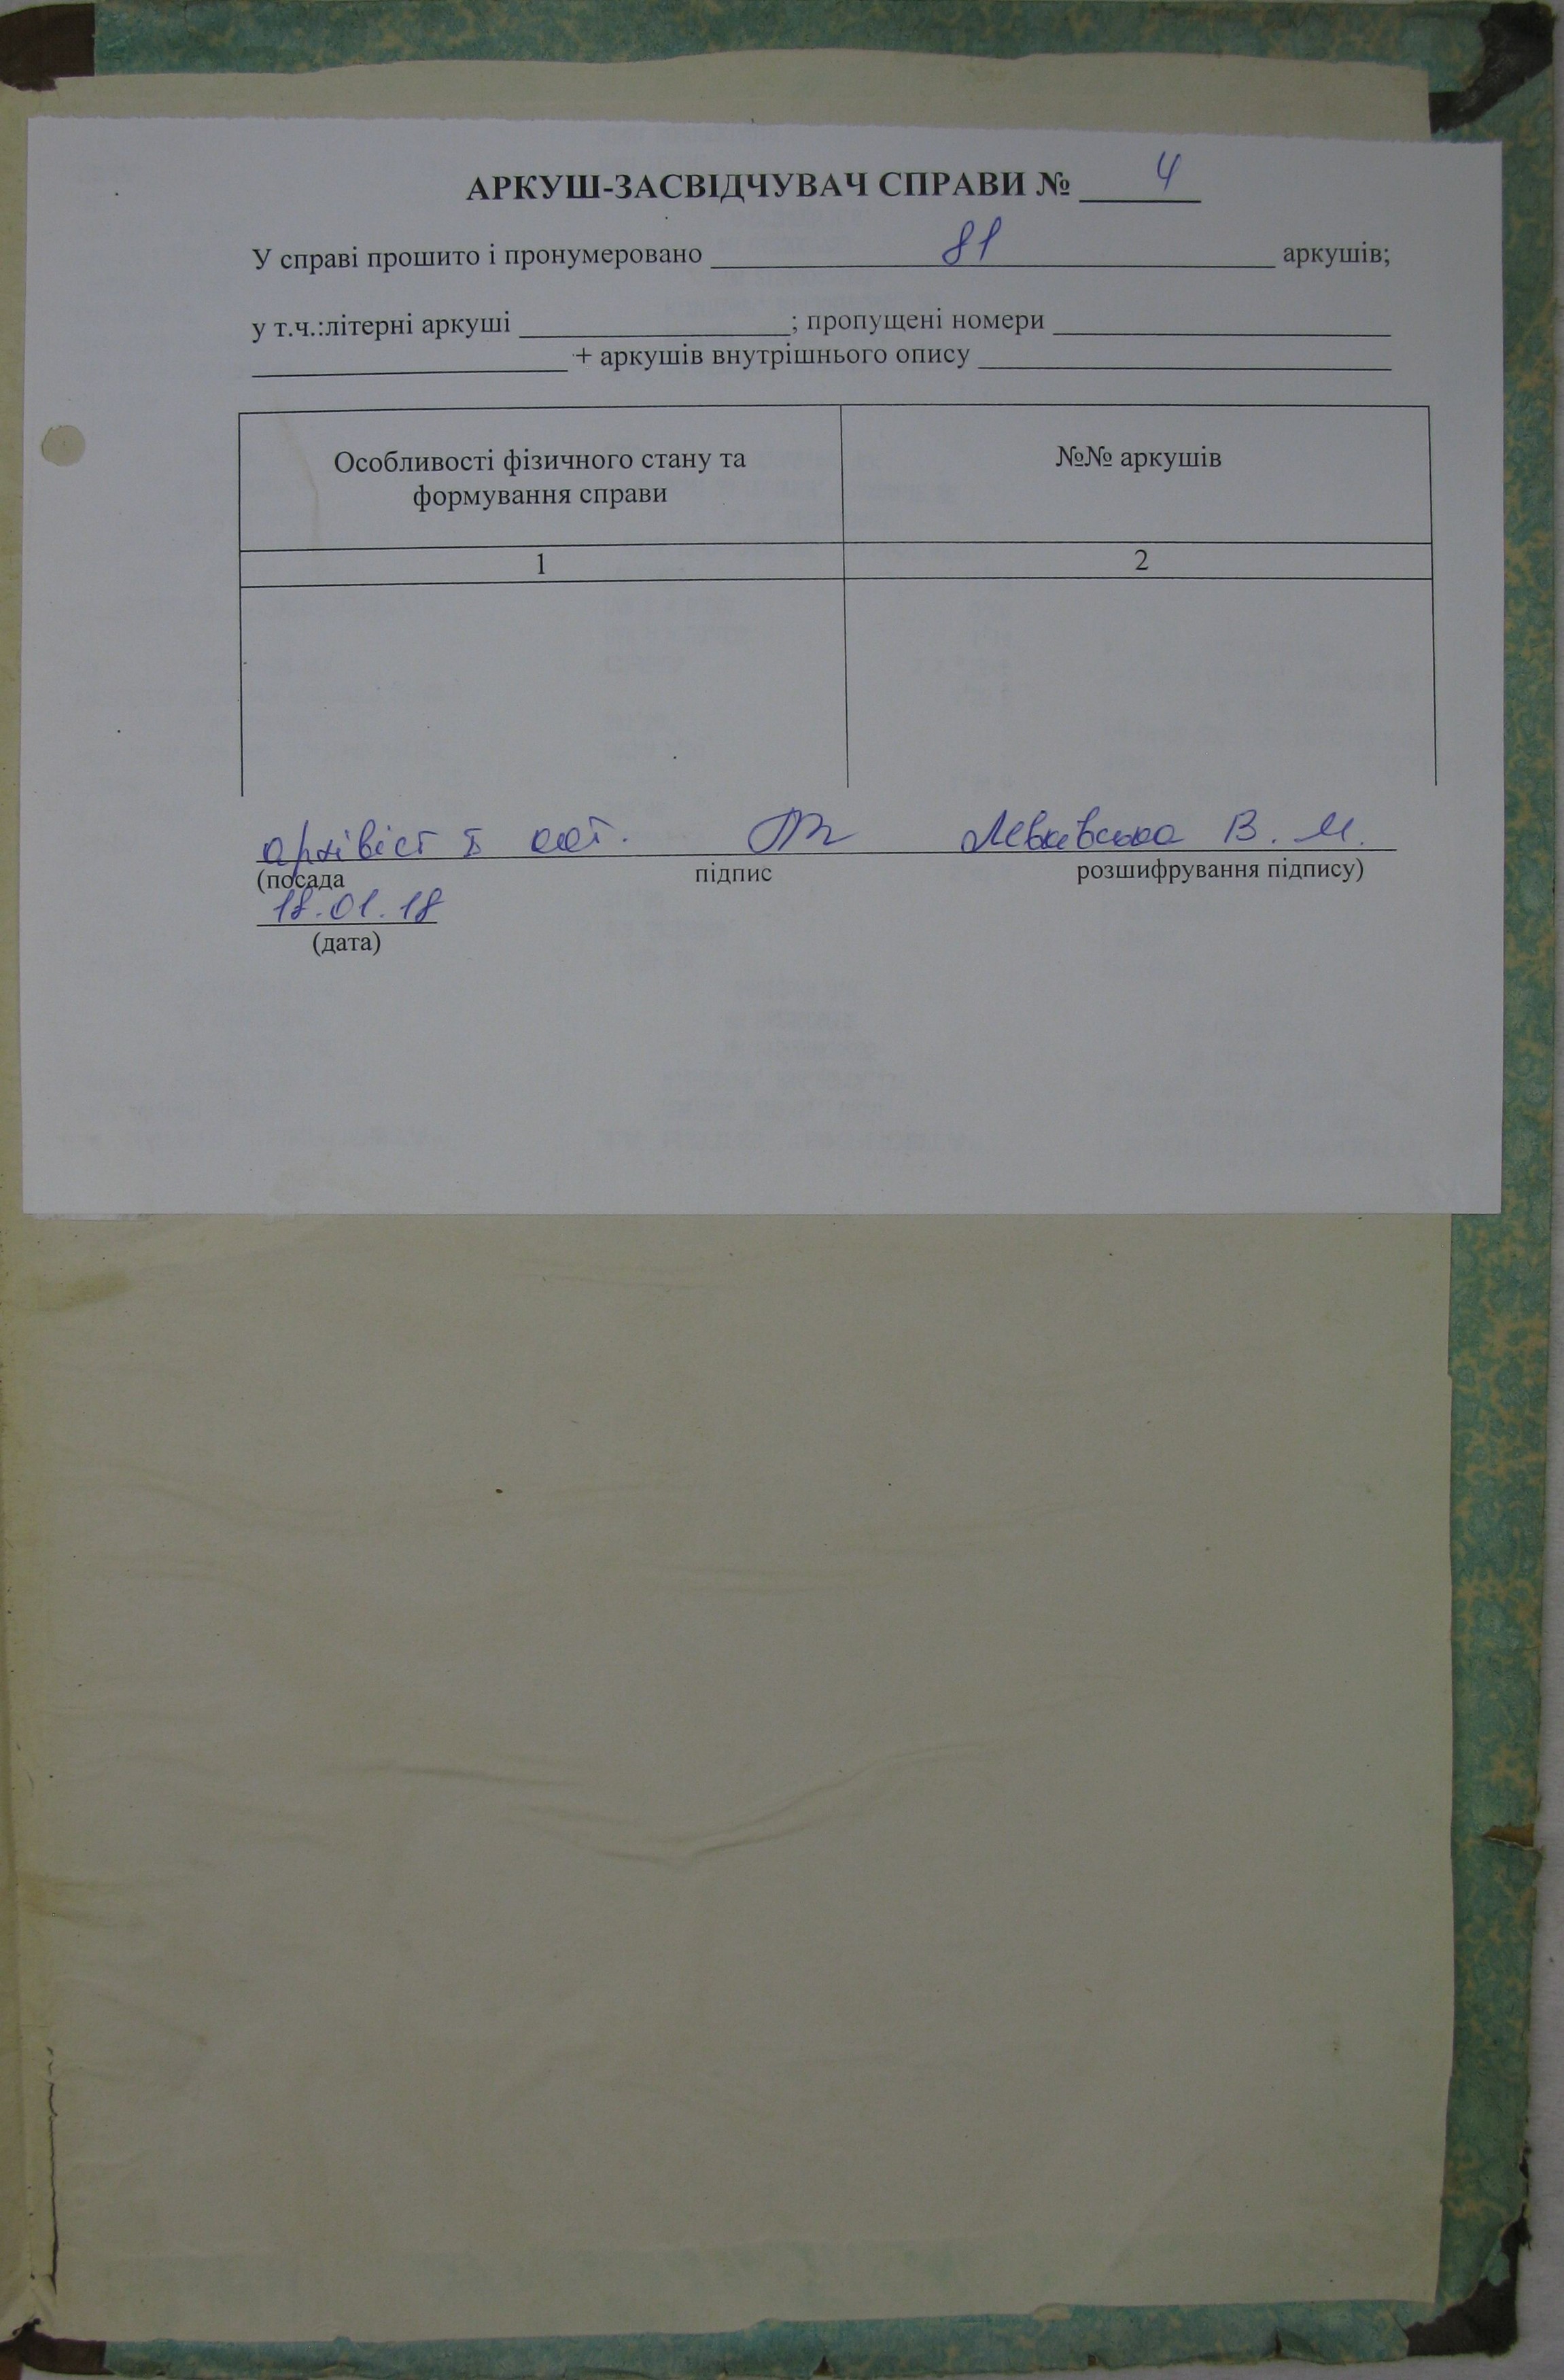 АРКУШ-ЗАСВІДЧУВАЧ СПРАВИ № 4
У справі прошито і пронумеровано 81 аркушів;
у т.ч.:літерні аркуші ; пропущені номери
+ аркушів внутрішнього опису
Особливості фізичного стану та
формування справи
№№ аркушів
1 2
архівіст І кат. Левківська В. М.
(посада підпис розшифрування підпису)
18.01.18
(дата)